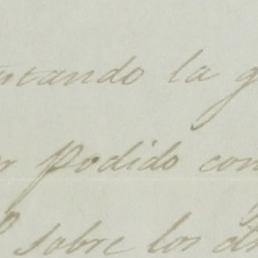 tando la
podido con
sobre los